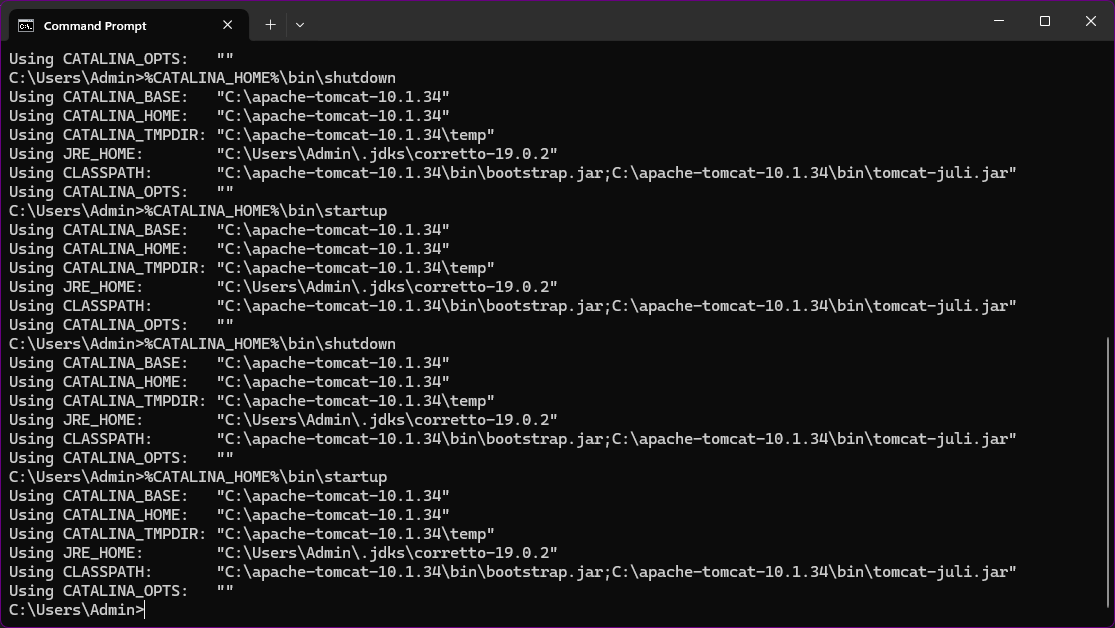 Command Prompt
Using CATALINA_OPTS:   ""
C:\Users\Admin>%CATALINA_HOME%\bin\shutdown
Using CATALINA_BASE:   "C:\apache-tomcat-10.1.34"
Using CATALINA_HOME:   "C:\apache-tomcat-10.1.34"
Using CATALINA_TMPDIR: "C:\apache-tomcat-10.1.34\temp"
Using JRE_HOME:        "C:\Users\Admin\.jdks\corretto-19.0.2"
Using CLASSPATH:       "C:\apache-tomcat-10.1.34\bin\bootstrap.jar;C:\apache-tomcat-10.1.34\bin\tomcat-juli.jar"
Using CATALINA_OPTS:   ""
C:\Users\Admin>%CATALINA_HOME%\bin\startup
Using CATALINA_BASE:   "C:\apache-tomcat-10.1.34"
Using CATALINA_HOME:   "C:\apache-tomcat-10.1.34"
Using CATALINA_TMPDIR: "C:\apache-tomcat-10.1.34\temp"
Using JRE_HOME:        "C:\Users\Admin\.jdks\corretto-19.0.2"
Using CLASSPATH:       "C:\apache-tomcat-10.1.34\bin\bootstrap.jar;C:\apache-tomcat-10.1.34\bin\tomcat-juli.jar"
Using CATALINA_OPTS:   ""
C:\Users\Admin>%CATALINA_HOME%\bin\shutdown
Using CATALINA_BASE:   "C:\apache-tomcat-10.1.34"
Using CATALINA_HOME:   "C:\apache-tomcat-10.1.34"
Using CATALINA_TMPDIR: "C:\apache-tomcat-10.1.34\temp"
Using JRE_HOME:        "C:\Users\Admin\.jdks\corretto-19.0.2"
Using CLASSPATH:       "C:\apache-tomcat-10.1.34\bin\bootstrap.jar;C:\apache-tomcat-10.1.34\bin\tomcat-juli.jar"
Using CATALINA_OPTS:   ""
C:\Users\Admin>%CATALINA_HOME%\bin\startup
Using CATALINA_BASE:   "C:\apache-tomcat-10.1.34"
Using CATALINA_HOME:   "C:\apache-tomcat-10.1.34"
Using CATALINA_TMPDIR: "C:\apache-tomcat-10.1.34\temp"
Using JRE_HOME:        "C:\Users\Admin\.jdks\corretto-19.0.2"
Using CLASSPATH:       "C:\apache-tomcat-10.1.34\bin\bootstrap.jar;C:\apache-tomcat-10.1.34\bin\tomcat-juli.jar"
Using CATALINA_OPTS:   ""
C:\Users\Admin>